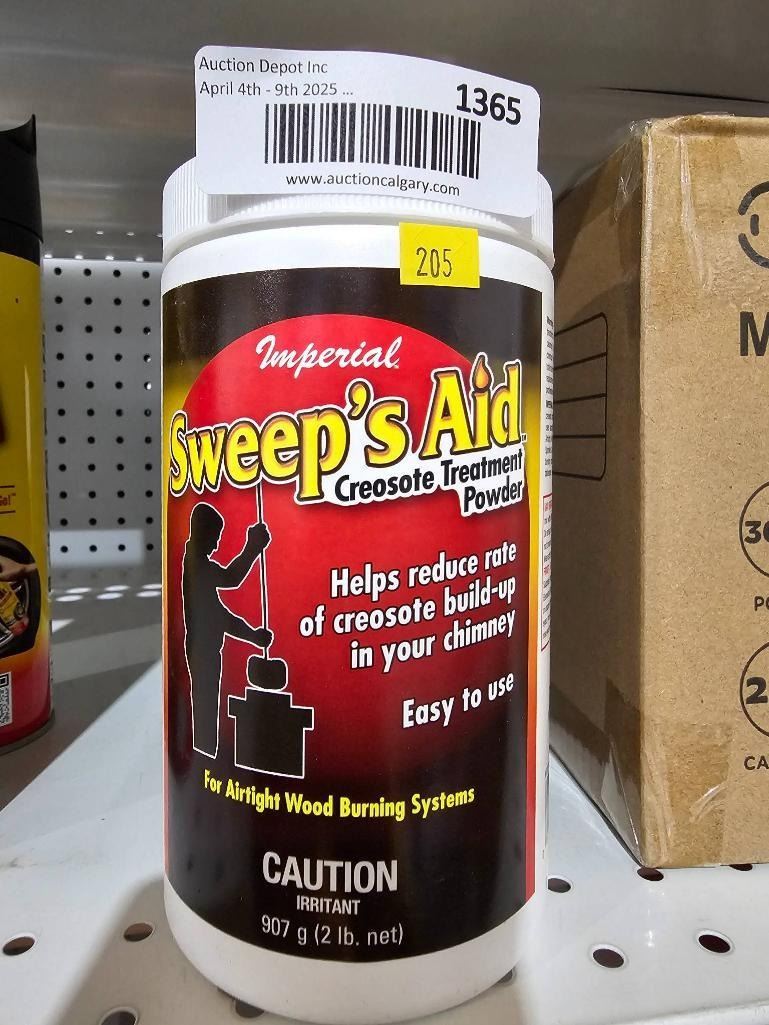 Auction Depot Inc
April 4th - 9th 2025 ...
1365
www.auctioncalgary.com
205
Imperial
Sweep's Aid™
Creosote Treatment
Powder
Helps reduce rate
of creosote build-up
in your chimney
Easy to use
For Airtight Wood Burning Systems
CAUTION
IRRITANT
907 g (2 lb. net)
M